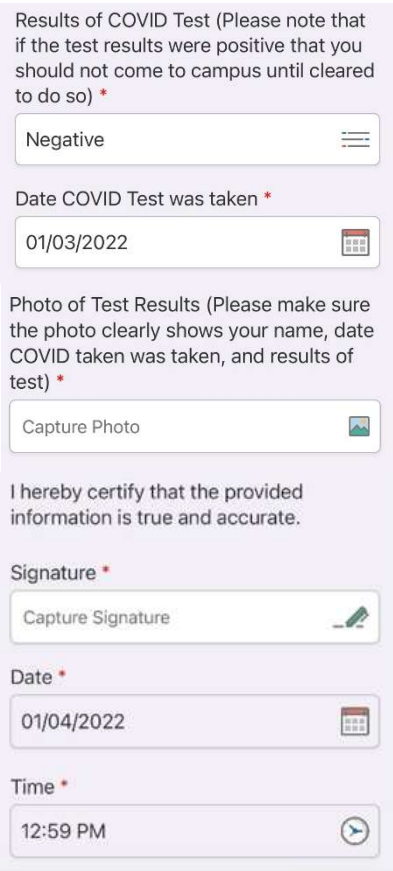 Results of COVID Test (Please note that
if the test results were positive that you
should not come to campus until cleared
to do so) *
Negative
Date COVID Test was taken *
01/03/2022
Photo of Test Results (Please make sure
the photo clearly shows your name, date
COVID taken was taken, and results of
test) *
Capture Photo
I hereby certify that the provided
information is true and accurate.
Signature *
Capture Signature
Date *
01/04/2022
Time *
12:59 PM